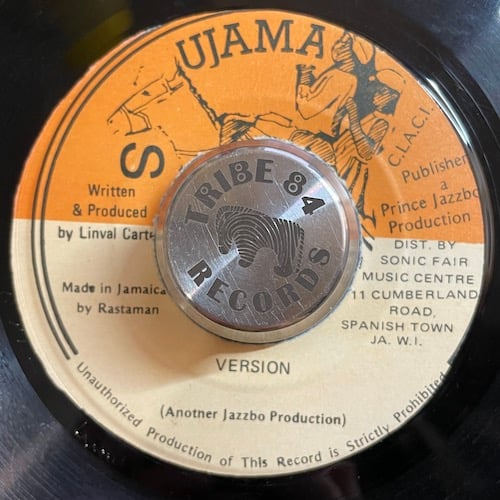 UJAMA
S
Written
& Produced
by Linval Carte
Made in Jamaica
by Rastaman
C.L.A.C.I.
Publisher
a
Prince Jazzbo
Production
DIST. BY
SONIC FAIR
MUSIC CENTRE
11 CUMBERLAND
ROAD,
SPANISH TOWN
JA. W.I.
TRIBE 84
RECORDS
VERSION
(Anotner Jazzbo Production)
Unauthorized Production of This Record is Strictly Prohibited